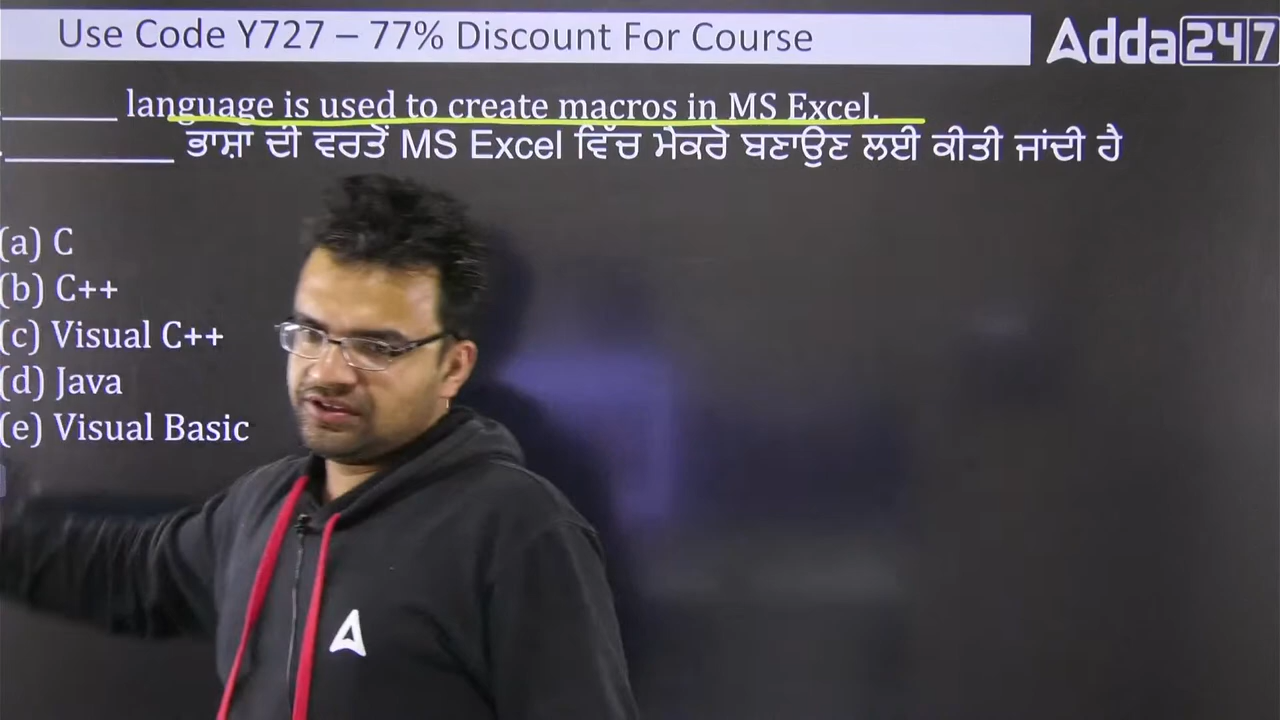 Use Code Y727 – 77% Discount For Course
Adda247
_______ language is used to create macros in MS Excel.
__________ ਭਾਸ਼ਾ ਦੀ ਵਰਤੋਂ MS Excel ਵਿੱਚ ਮੈਕਰੋ ਬਣਾਉਣ ਲਈ ਕੀਤੀ ਜਾਂਦੀ ਹੈ
(a) C
(b) C++
(c) Visual C++
(d) Java
(e) Visual Basic